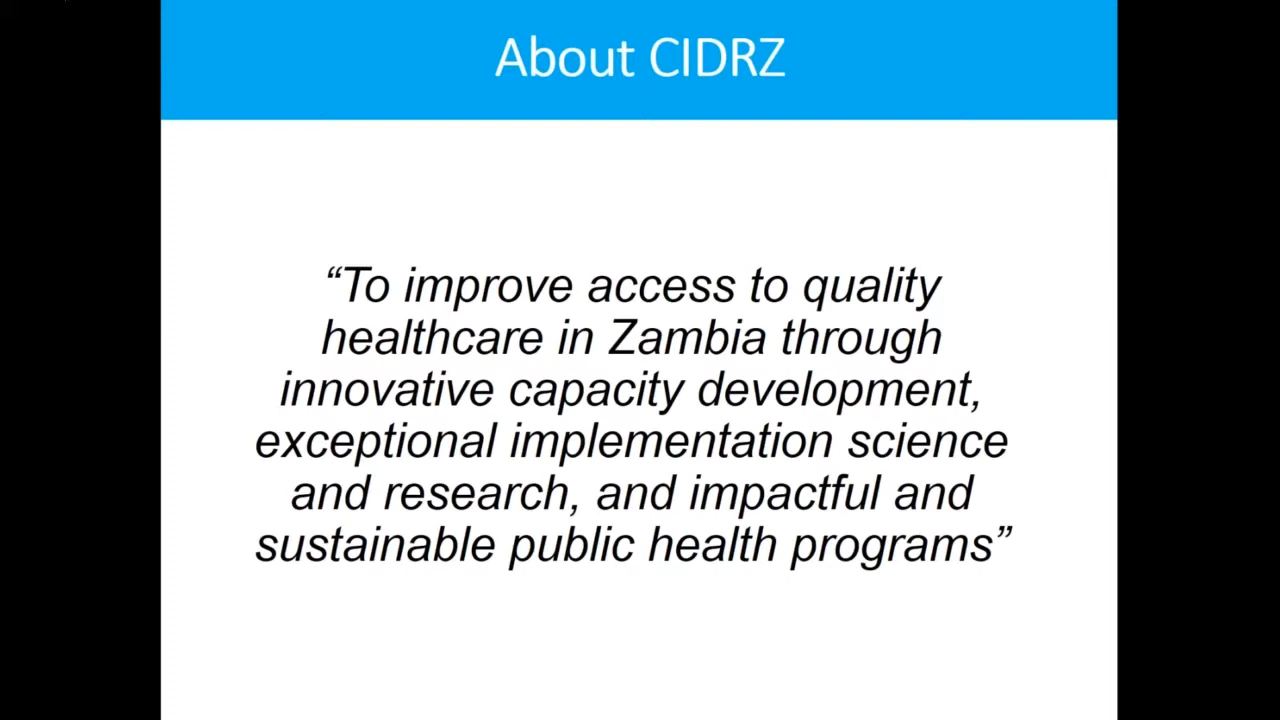 About CIDRZ
“To improve access to quality
healthcare in Zambia through
innovative capacity development,
exceptional implementation science
and research, and impactful and
sustainable public health programs”